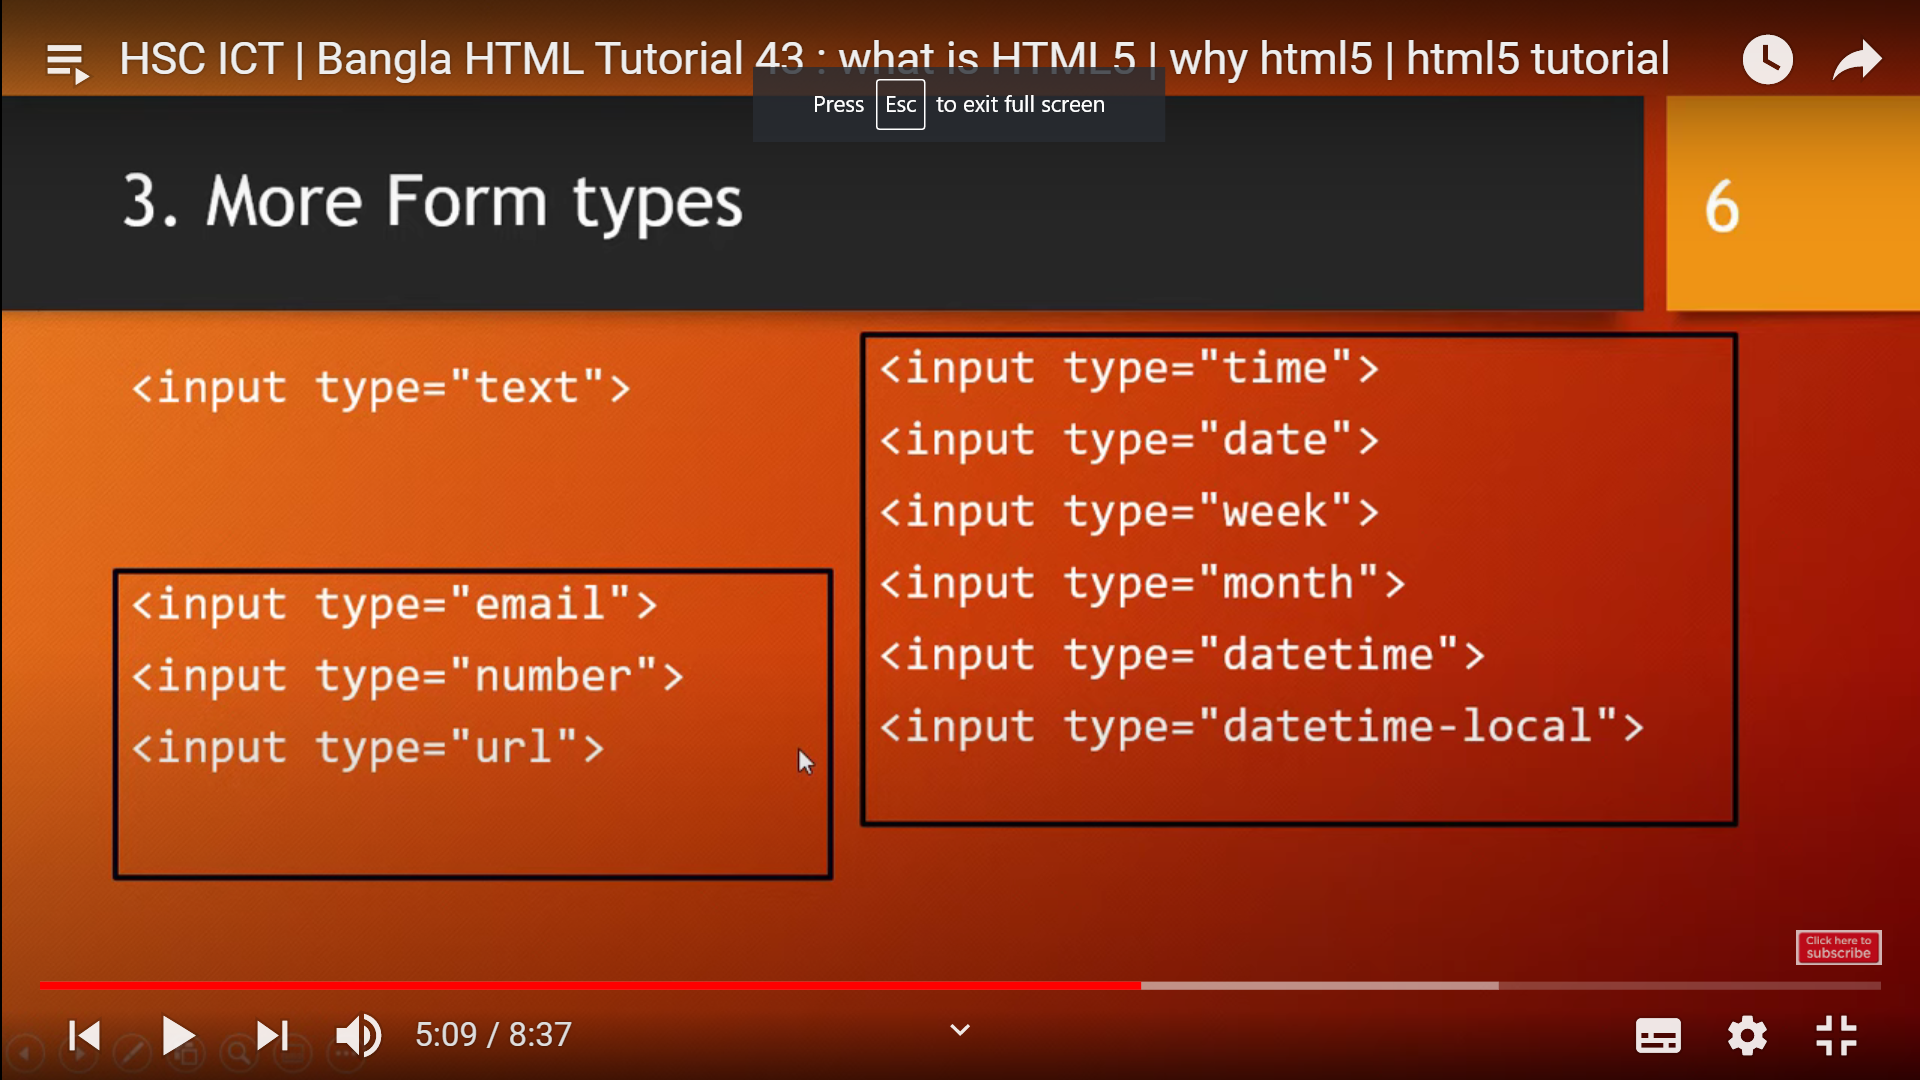 HSC ICT | Bangla HTML Tutorial 43 : what is HTML5 | why html5 | html5 tutorial
Press Esc to exit full screen
3. More Form types
6
<input type="text">
<input type="email">
<input type="number">
<input type="url">
<input type="time">
<input type="date">
<input type="week">
<input type="month">
<input type="datetime">
<input type="datetime-local">
Click here to
subscribe
5:09 / 8:37